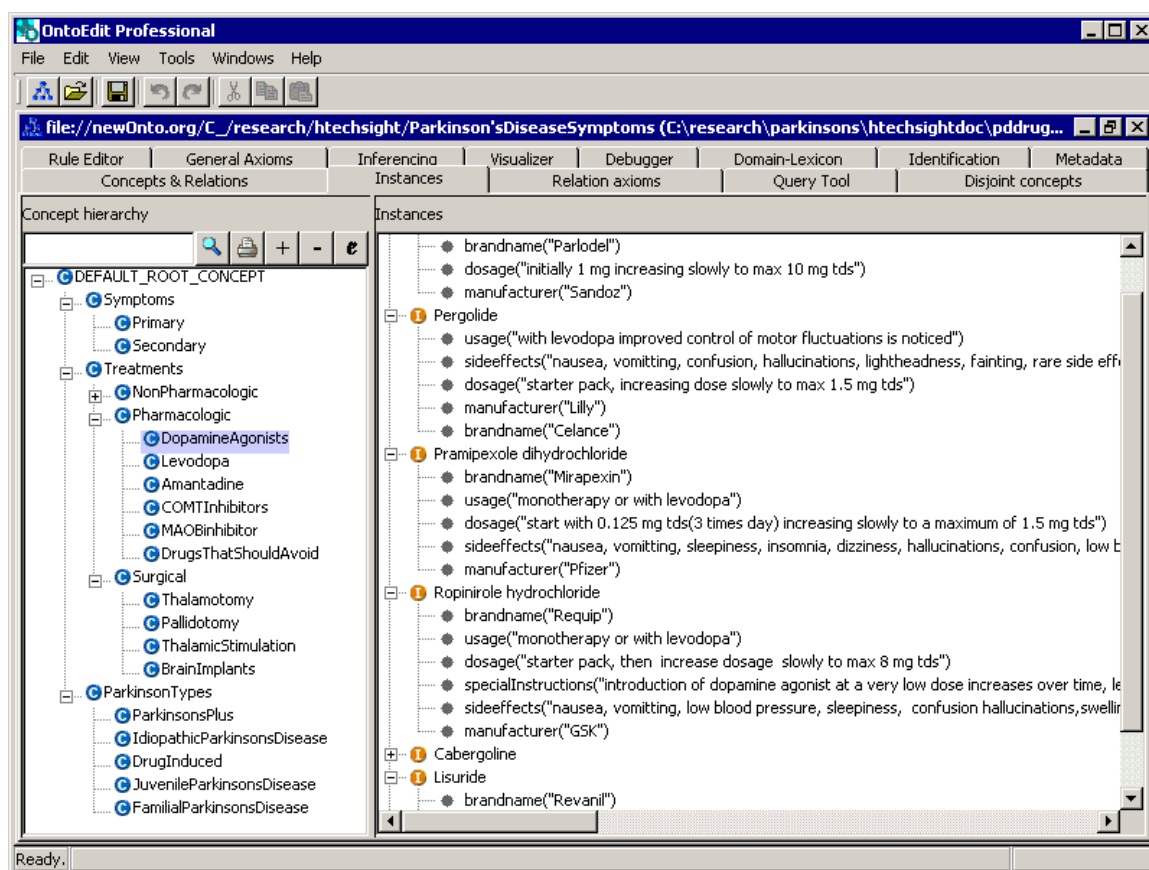 OntoEdit Professional
File Edit View Tools Windows Help
file://newOnto.org/C_/research/htechsight/Parkinson'sDiseaseSymptoms (C:\research\parkinsons\htechsightdoc\pddrug...
Rule Editor General Axioms Inferencing Visualizer Debugger Domain-Lexicon Identification Metadata
Concepts & Relations Instances Relation axioms Query Tool Disjoint concepts
Concept hierarchy
DEFAULT_ROOT_CONCEPT
Symptoms
Primary
Secondary
Treatments
NonPharmacologic
Pharmacologic
DopamineAgonists
Levodopa
Amantadine
COMTInhibitors
MAOBinhibitor
DrugsThatShouldAvoid
Surgical
Thalamotomy
Pallidotomy
ThalamicStimulation
BrainImplants
ParkinsonTypes
ParkinsonsPlus
IdiopathicParkinsonsDisease
DrugInduced
JuvenileParkinsonsDisease
FamilialParkinsonsDisease
Instances
brandname("Parlodel")
dosage("initially 1 mg increasing slowly to max 10 mg tds")
manufacturer("Sandoz")
Pergolide
usage("with levodopa improved control of motor fluctuations is noticed")
sideeffects("nausea, vomitting, confusion, hallucinations, lightheadness, fainting, rare side effe
dosage("starter pack, increasing dose slowly to max 1.5 mg tds")
manufacturer("Lilly")
brandname("Celance")
Pramipexole dihydrochloride
brandname("Mirapexin")
usage("monotherapy or with levodopa")
dosage("start with 0.125 mg tds(3 times day) increasing slowly to a maximum of 1.5 mg tds")
sideeffects("nausea, vomitting, sleepiness, insomnia, dizziness, hallucinations, confusion, low b
manufacturer("Pfizer")
Ropinirole hydrochloride
brandname("Requip")
usage("monotherapy or with levodopa")
dosage("starter pack, then increase dosage slowly to max 8 mg tds")
specialInstructions("introduction of dopamine agonist at a very low dose increases over time, le
sideeffects("nausea, vomitting, low blood pressure, sleepiness, confusion hallucinations,swellin
manufacturer("GSK")
Cabergoline
Lisuride
brandname("Revanil")
Ready.